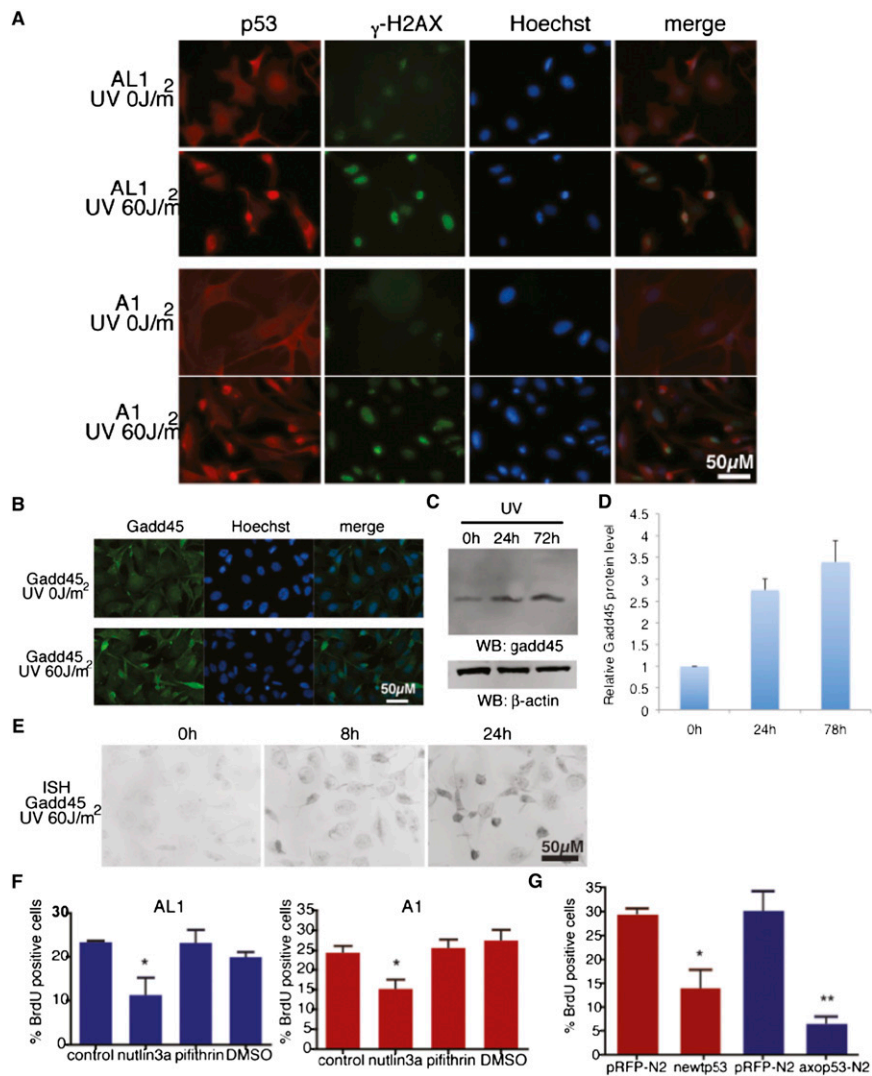 A
p53 γ-H2AX Hoechst merge
AL1
UV 0J/m2
AL1
UV 60J/m2
A1
UV 0J/m2
A1
UV 60J/m2
50µM
B
Gadd45 Hoechst merge
Gadd45
UV 0J/m2
Gadd45
UV 60J/m2
50µM
C
UV
0h 24h 72h
WB: gadd45
WB: β-actin
D
Relative Gadd45 protein level
4.5
4
3.5
3
2.5
2
1.5
1
0.5
0
0h 24h 78h
E
0h 8h 24h
ISH
Gadd45
UV 60J/m2
50µM
F
AL1
% BrdU positive cells
30
20
10
0
*
control nutlin3a pifithrin DMSO
A1
% BrdU positive cells
35
30
25
20
15
10
5
0
*
control nutlin3a pifithrin DMSO
G
% BrdU positive cells
35
30
25
20
15
10
5
0
*
**
pRFP-N2 newtp53 pRFP-N2 axop53-N2